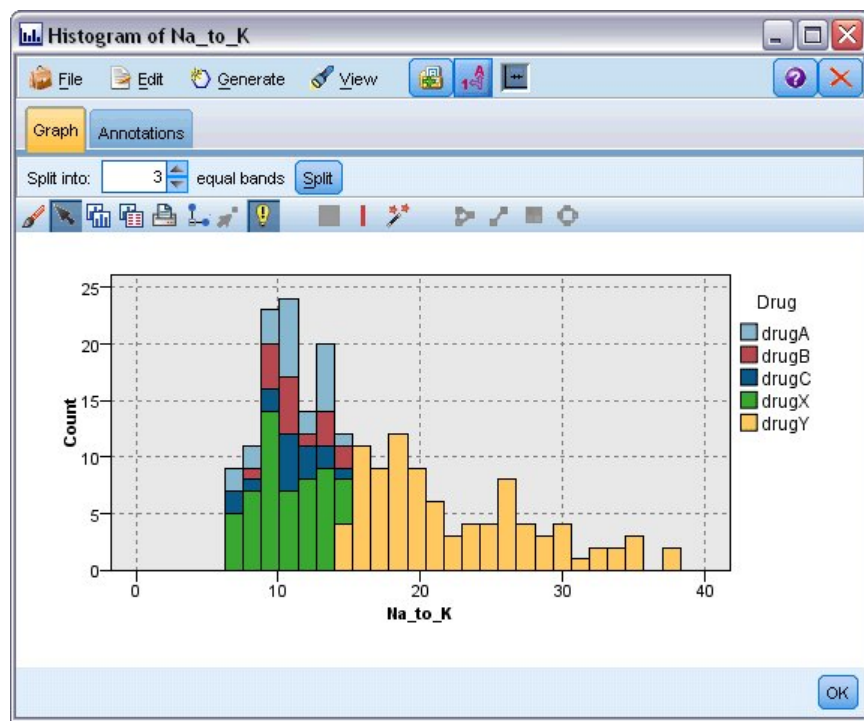 Histogram of Na_to_K
File Edit Generate View
Graph Annotations
Split into: 3 equal bands Split
Drug
drugA
drugB
drugC
drugX
drugY
Count
25
20
15
10
5
0
0 10 20 30 40
Na_to_K
OK